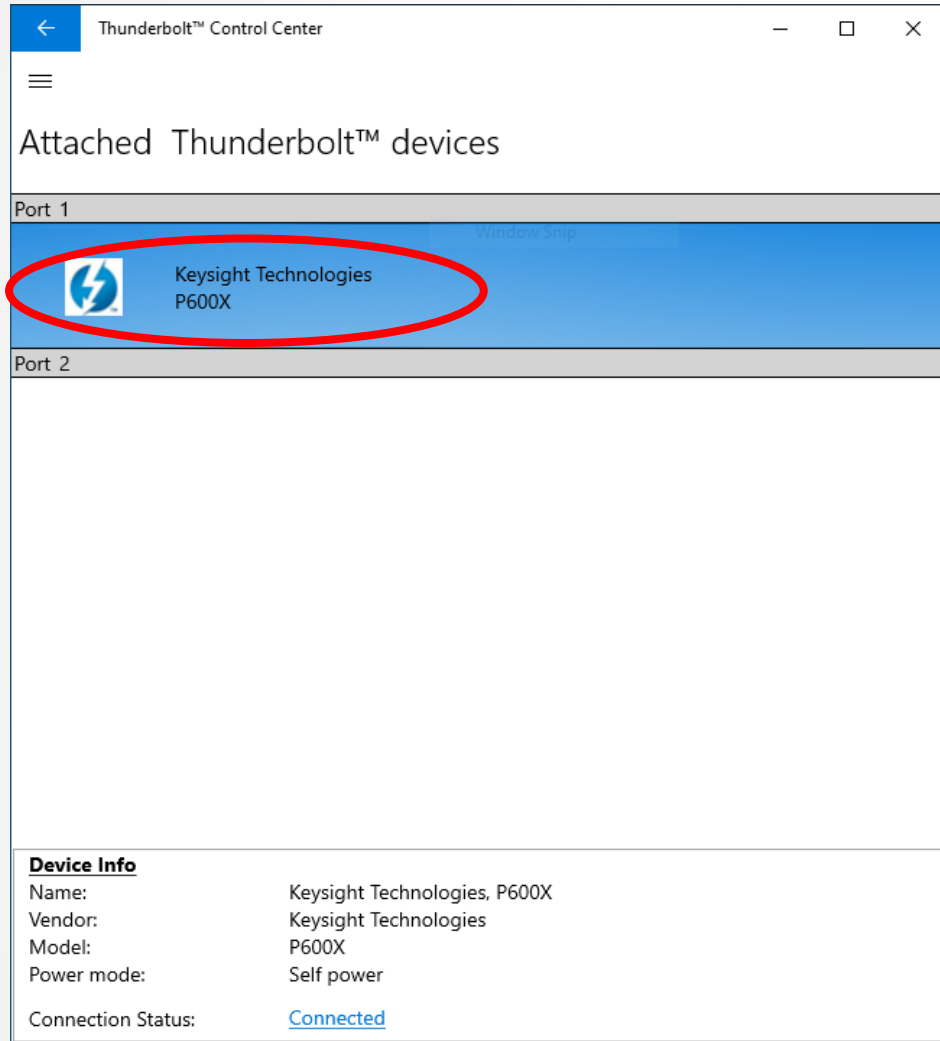 Thunderbolt™ Control Center
Attached Thunderbolt™ devices
Port 1
Window Snip
Keysight Technologies
P600X
Port 2
Device Info
Name: Keysight Technologies, P600X
Vendor: Keysight Technologies
Model: P600X
Power mode: Self power
Connection Status: Connected